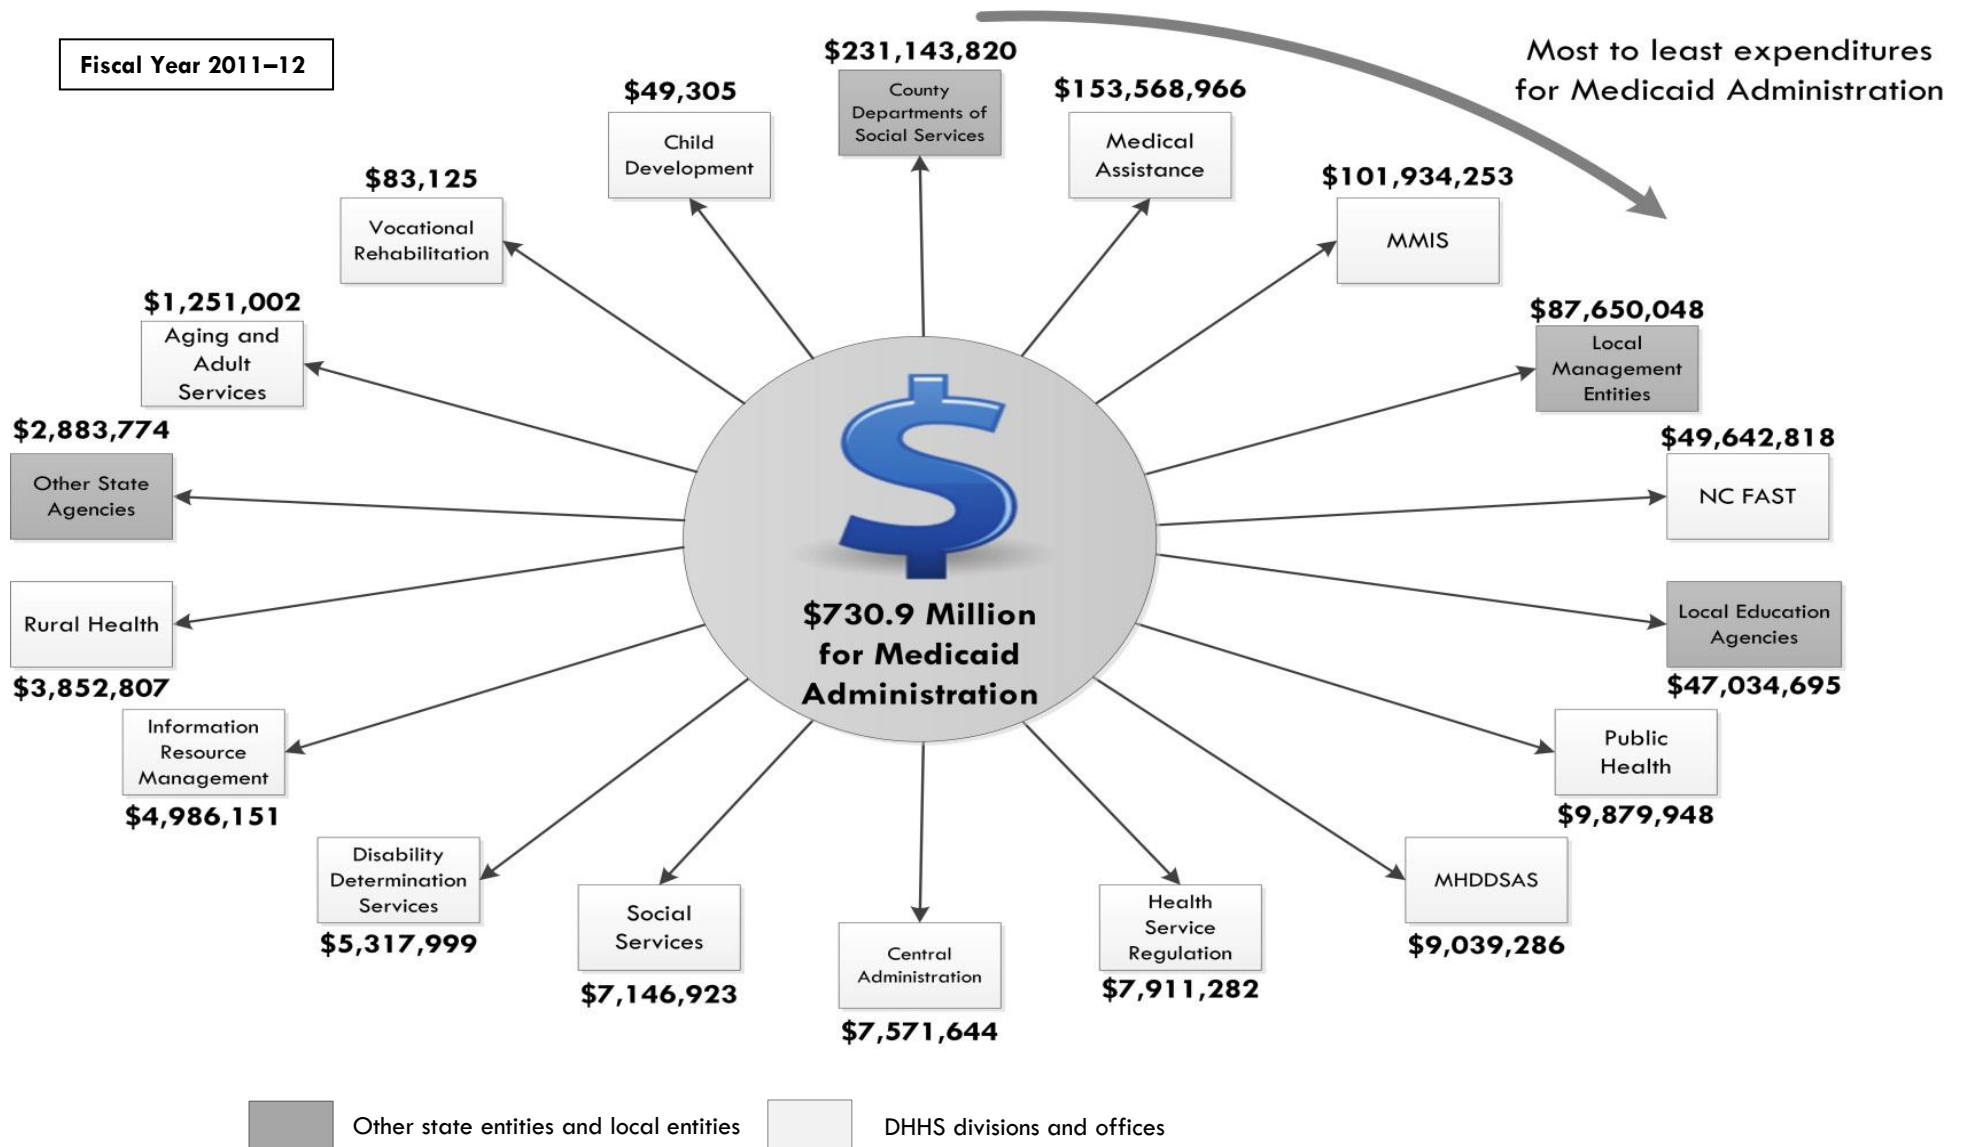 Fiscal Year 2011–12
Most to least expenditures
for Medicaid Administration
$231,143,820
County
Departments of
Social Services
$153,568,966
Medical
Assistance
$101,934,253
MMIS
$87,650,048
Local
Management
Entities
$49,642,818
NC FAST
Local Education
Agencies
$47,034,695
Public
Health
$9,879,948
MHDDSAS
$9,039,286
Health
Service
Regulation
$7,911,282
Central
Administration
$7,571,644
Social
Services
$7,146,923
Disability
Determination
Services
$5,317,999
Information
Resource
Management
$4,986,151
Rural Health
$3,852,807
$2,883,774
Other State
Agencies
$1,251,002
Aging and
Adult
Services
$83,125
Vocational
Rehabilitation
$49,305
Child
Development
$
$730.9 Million
for Medicaid
Administration
Other state entities and local entities
DHHS divisions and offices